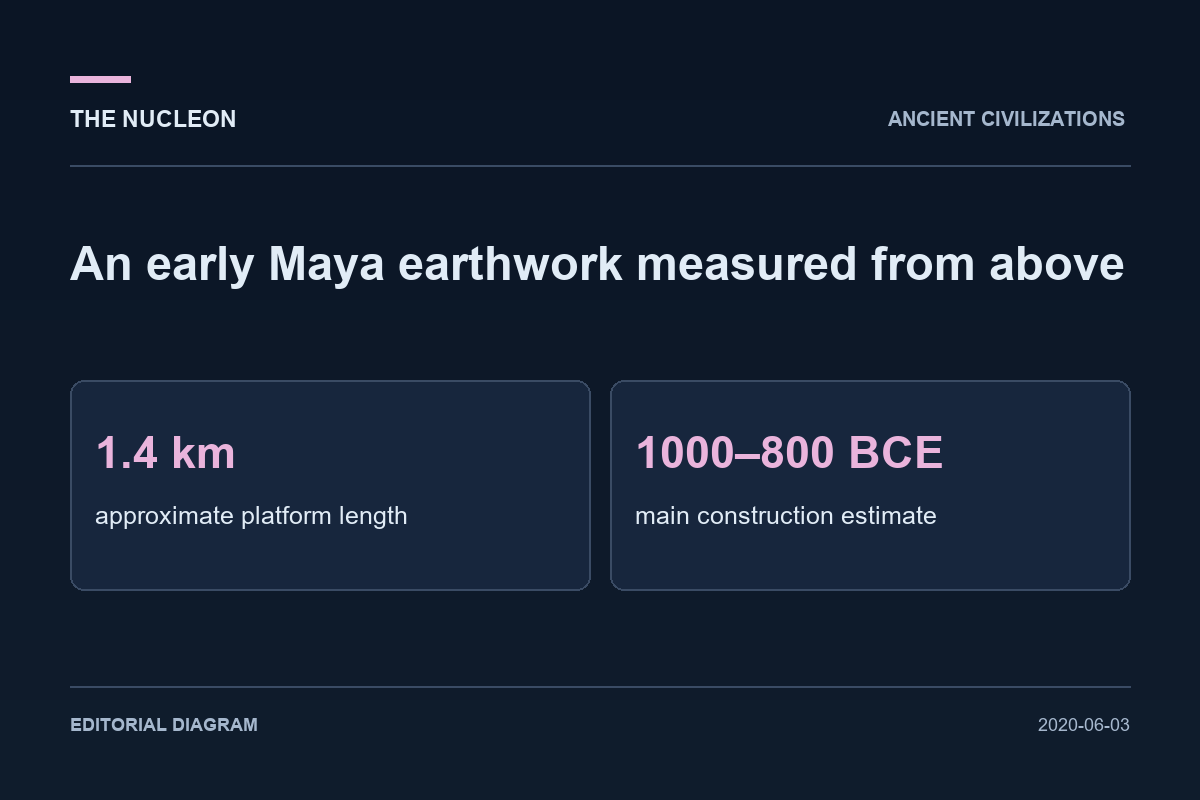 THE NUCLEON
ANCIENT CIVILIZATIONS
An early Maya earthwork measured from above
1.4 km
approximate platform length
1000–800 BCE
main construction estimate
EDITORIAL DIAGRAM
2020-06-03